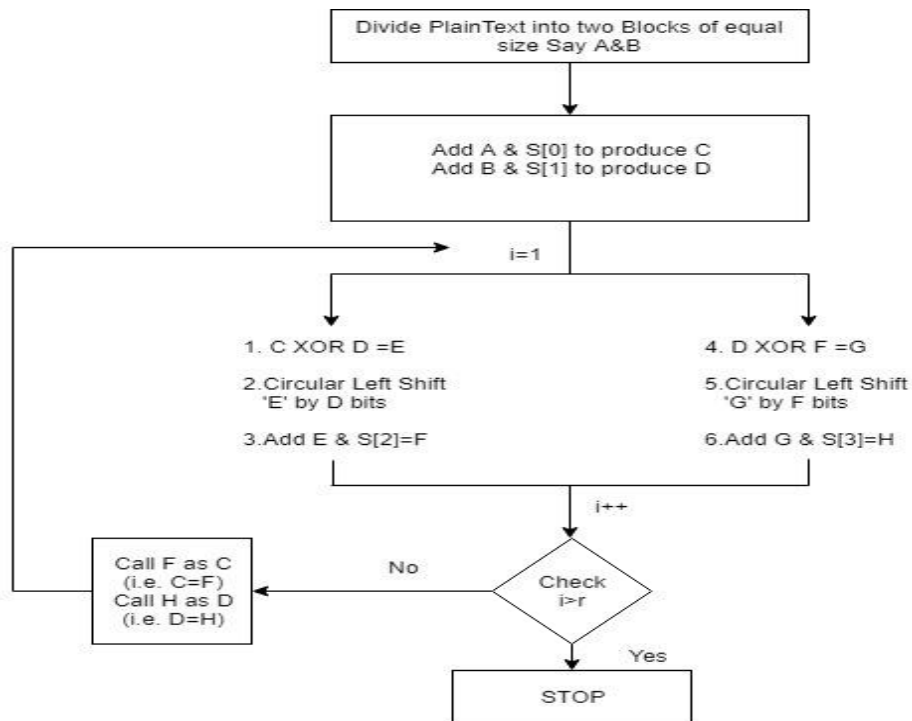 Divide PlainText into two Blocks of equal
size Say A&B
Add A & S[0] to produce C
Add B & S[1] to produce D
i=1
1. C XOR D =E
2.Circular Left Shift
'E' by D bits
3.Add E & S[2]=F
4. D XOR F =G
5.Circular Left Shift
'G' by F bits
6.Add G & S[3]=H
i++
Check
i>r
No
Call F as C
(i.e. C=F)
Call H as D
(i.e. D=H)
Yes
STOP